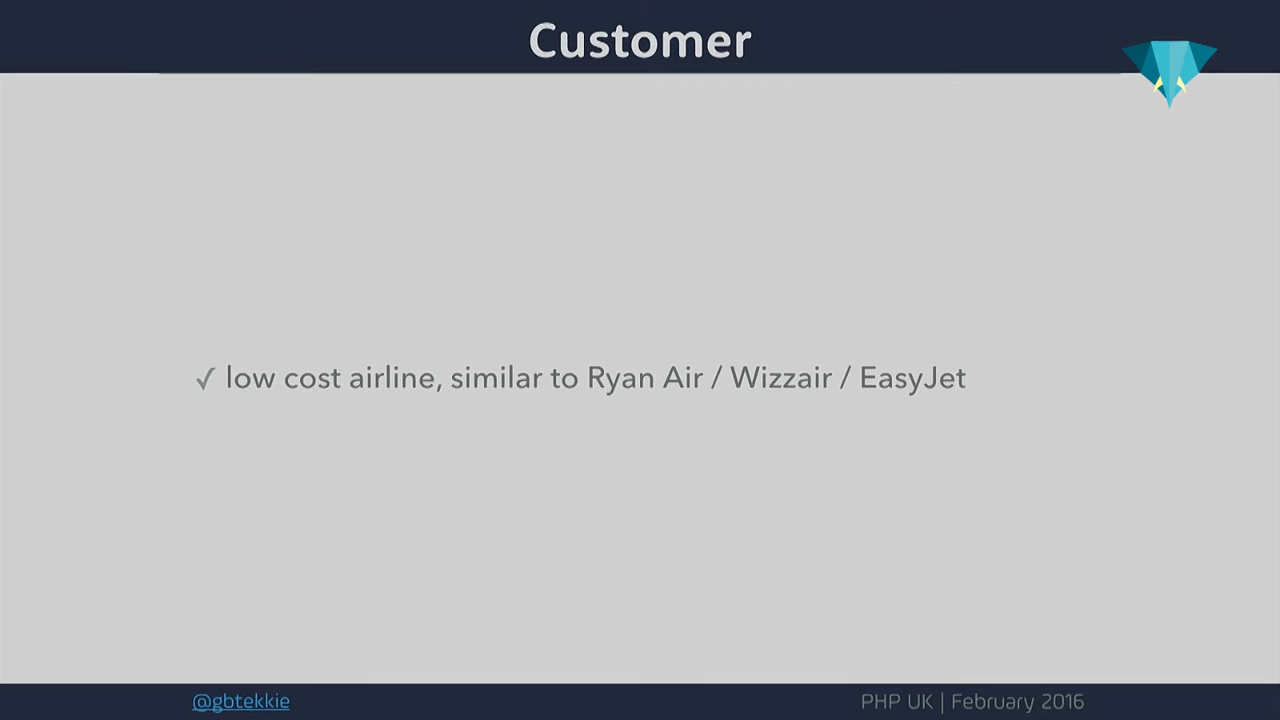 Customer
✓ low cost airline, similar to Ryan Air / Wizzair / EasyJet
@gbtekkie
PHP UK | February 2016